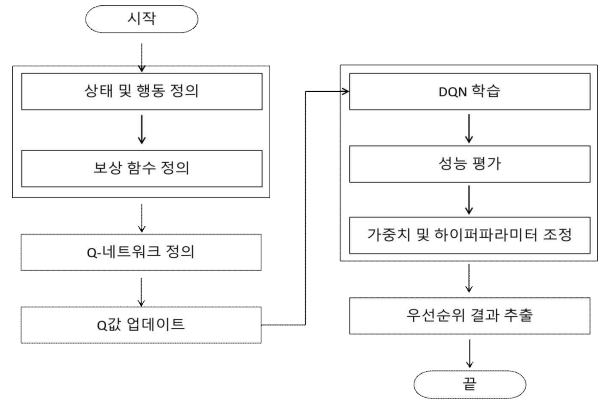 시작
상태 및 행동 정의
보상 함수 정의
Q-네트워크 정의
Q값 업데이트
DQN 학습
성능 평가
가중치 및 하이퍼파라미터 조정
우선순위 결과 추출
끝